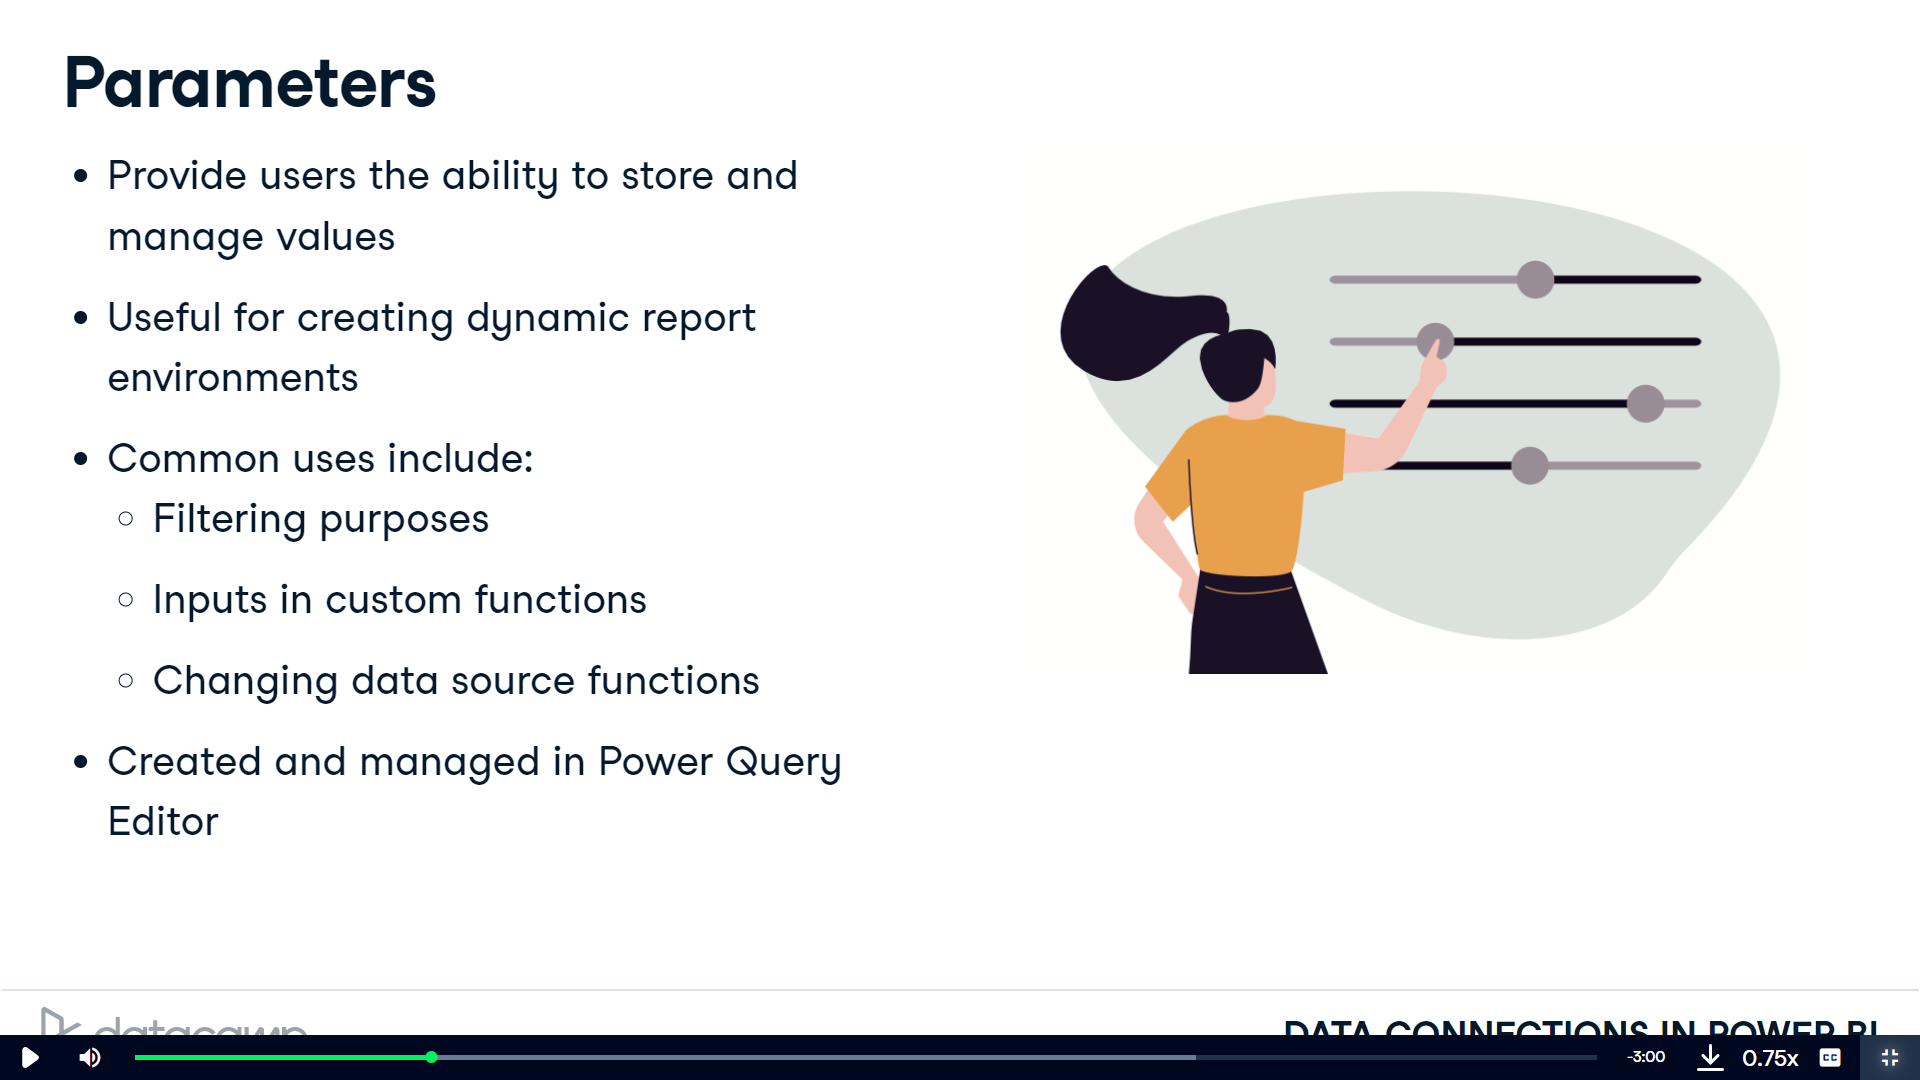 Parameters
Provide users the ability to store and
manage values
Useful for creating dynamic report
environments
Common uses include:
Filtering purposes
Inputs in custom functions
Changing data source functions
Created and managed in Power Query
Editor
datacamp
DATA CONNECTIONS IN POWER BI
-3:00
0.75x
CC